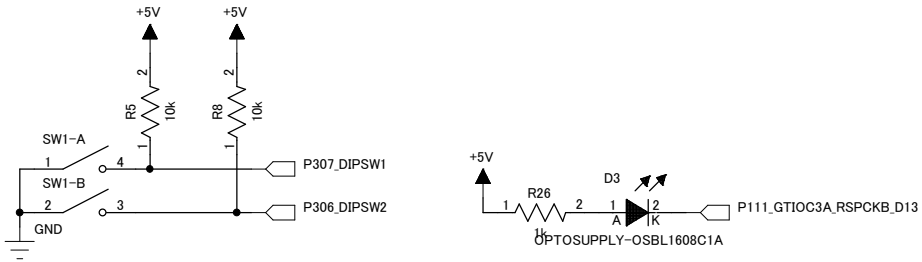 +5V
+5V
2
2
R5
10k
R8
10k
1
1
SW1-A
1
4
P307_DIPSW1
SW1-B
2
3
P306_DIPSW2
GND
+5V
D3
R26
1
2
1
2
P111_GTIOC3A_RSPCKB_D13
A
K
1k
OPTOSUPPLY-OSBL1608C1A